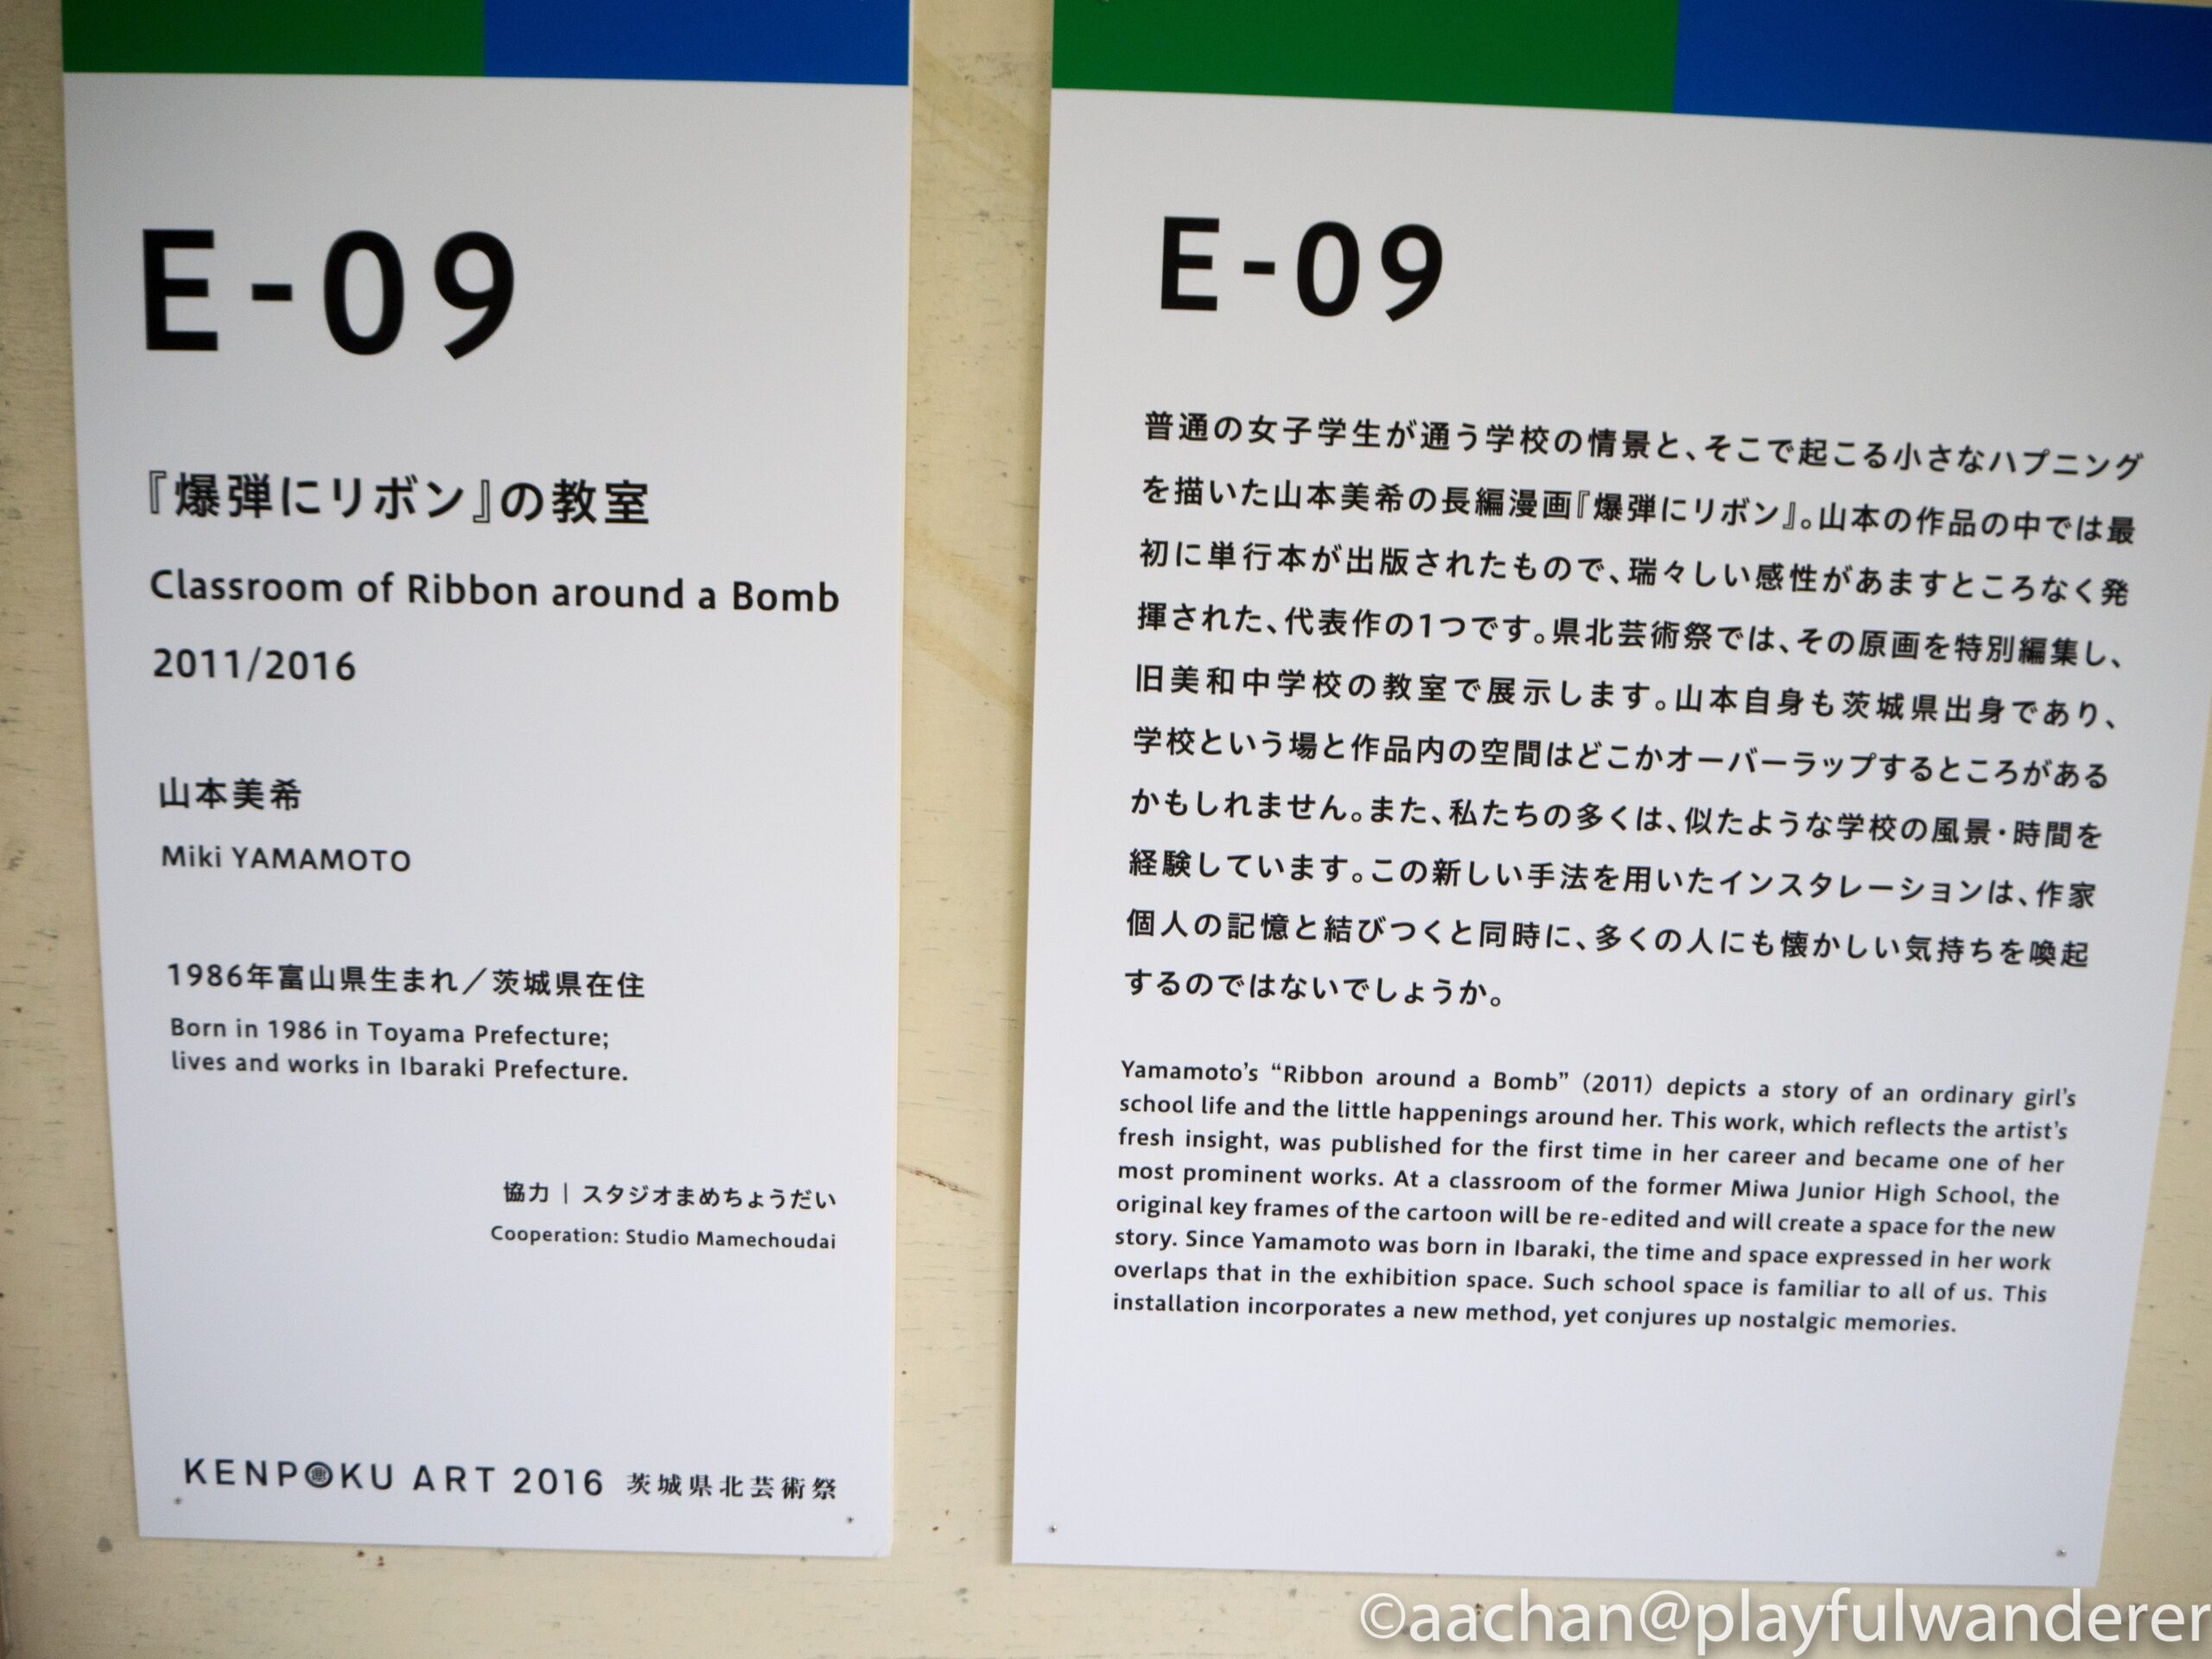 E-09
『爆弾にリボン』の教室
Classroom of Ribbon around a Bomb
2011/2016
山本美希
Miki YAMAMOTO
1986年富山県生まれ／茨城県在住
Born in 1986 in Toyama Prefecture;
lives and works in Ibaraki Prefecture.
協力｜スタジオまめちょうだい
Cooperation: Studio Mamechoudai
KENPOKU ART 2016 茨城県北芸術祭
E-09
普通の女子学生が通う学校の情景と、そこで起こる小さなハプニング
を描いた山本美希の長編漫画『爆弾にリボン』。山本の作品の中では最
初に単行本が出版されたもので、瑞々しい感性があますところなく発
揮された、代表作の1つです。県北芸術祭では、その原画を特別編集し、
旧美和中学校の教室で展示します。山本自身も茨城県出身であり、
学校という場と作品内の空間はどこかオーバーラップするところがある
かもしれません。また、私たちの多くは、似たような学校の風景・時間を
経験しています。この新しい手法を用いたインスタレーションは、作家
個人の記憶と結びつくと同時に、多くの人にも懐かしい気持ちを喚起
するのではないでしょうか。
Yamamoto's “Ribbon around a Bomb” (2011) depicts a story of an ordinary girl's
school life and the little happenings around her. This work, which reflects the artist's
fresh insight, was published for the first time in her career and became one of her
most prominent works. At a classroom of the former Miwa Junior High School, the
original key frames of the cartoon will be re-edited and will create a space for the new
story. Since Yamamoto was born in Ibaraki, the time and space expressed in her work
overlaps that in the exhibition space. Such school space is familiar to all of us. This
installation incorporates a new method, yet conjures up nostalgic memories.
©aachan@playfulwanderer